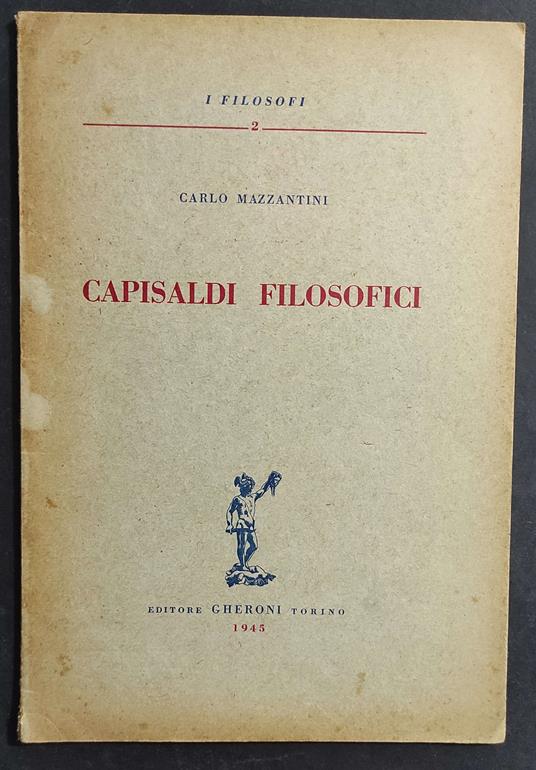 I FILOSOFI
2
CARLO MAZZANTINI
CAPISALDI FILOSOFICI
EDITORE GHERONI TORINO
1945